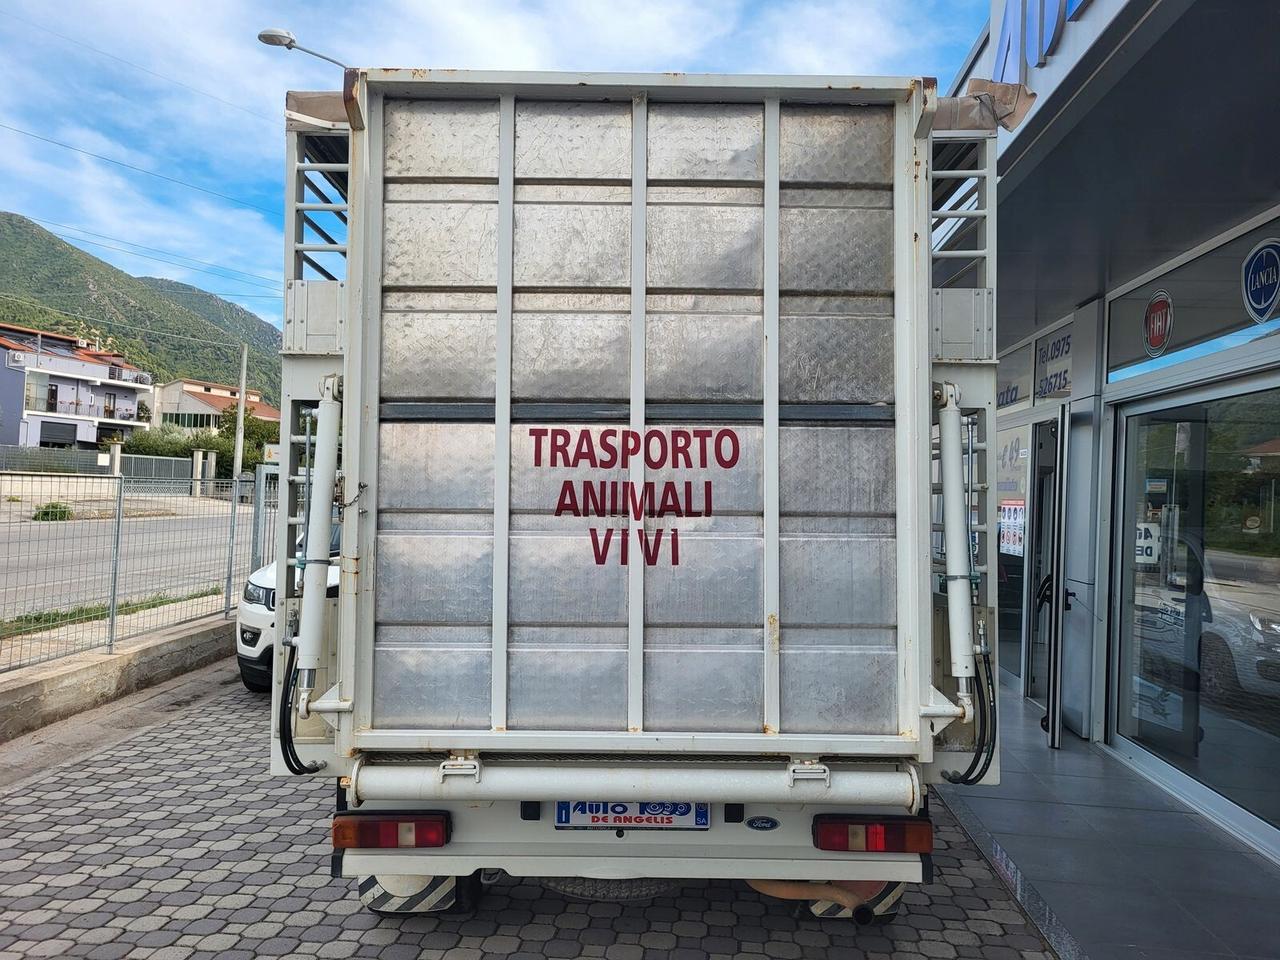 TRASPORTO
ANIMALI
VIVI
AUTO
DE ANGELIS
SA
I
Ford
FIAT
LANCIA
Tel.0975
526715